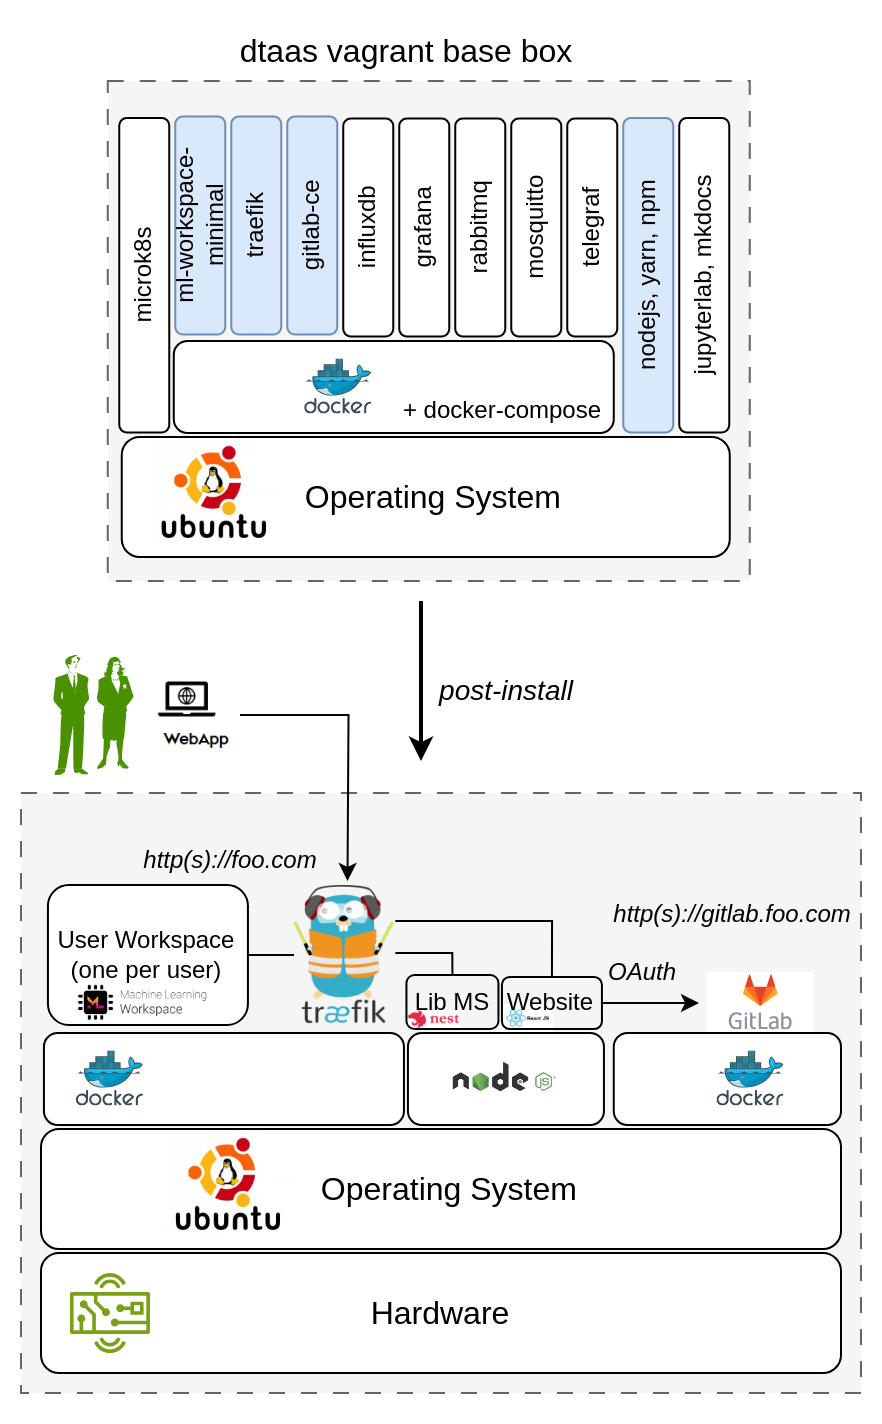 dtaas vagrant base box
microk8s
ml-workspace-
minimal
traefik
gitlab-ce
influxdb
grafana
rabbitmq
mosquitto
telegraf
nodejs, yarn, npm
jupyterlab, mkdocs
docker
+ docker-compose
ubuntu
Operating System
post-install
WebApp
http(s)://foo.com
http(s)://gitlab.foo.com
User Workspace
(one per user)
Machine Learning
Workspace
træfik
Lib MS
nest
Website
React JS
OAuth
GitLab
docker
node
JS
docker
ubuntu
Operating System
Hardware